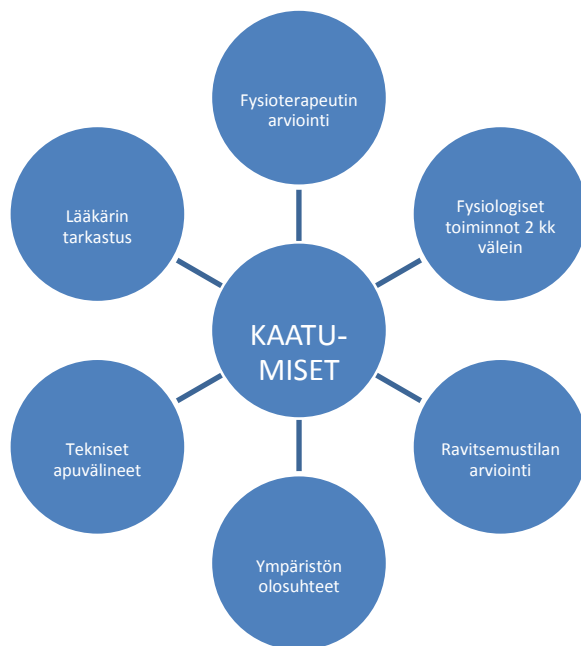 Fysioterapeutin
arviointi
Lääkärin
tarkastus
Fysiologiset
toiminnot 2 kk
välein
KAATU-
MISET
Tekniset
apuvälineet
Ravitsemustilan
arviointi
Ympäristön
olosuhteet